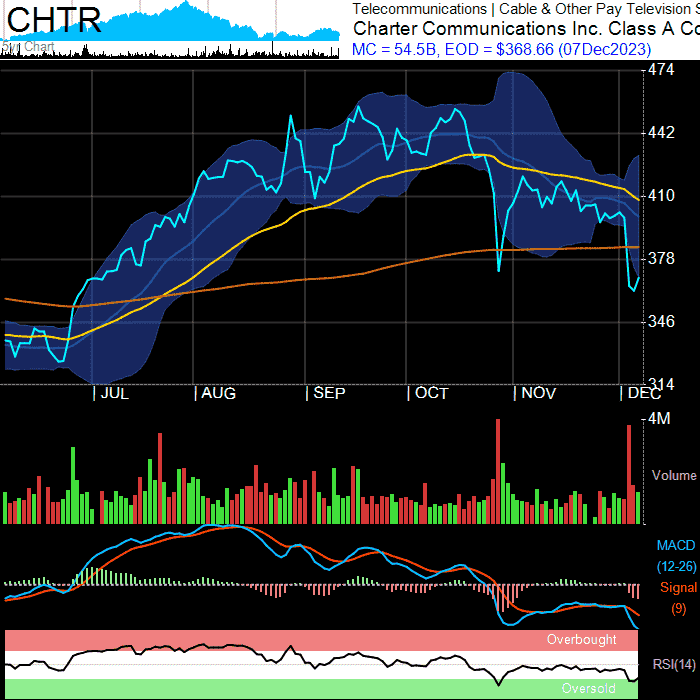 CHTR
5yr Chart
Telecommunications | Cable & Other Pay Television S
Charter Communications Inc. Class A Co
MC = 54.5B, EOD = $368.66 (07Dec2023)
474
442
410
378
346
314
JUL AUG SEP OCT NOV DEC
4M
Volume
MACD
(12-26)
Signal
(9)
Overbought
RSI(14)
Oversold